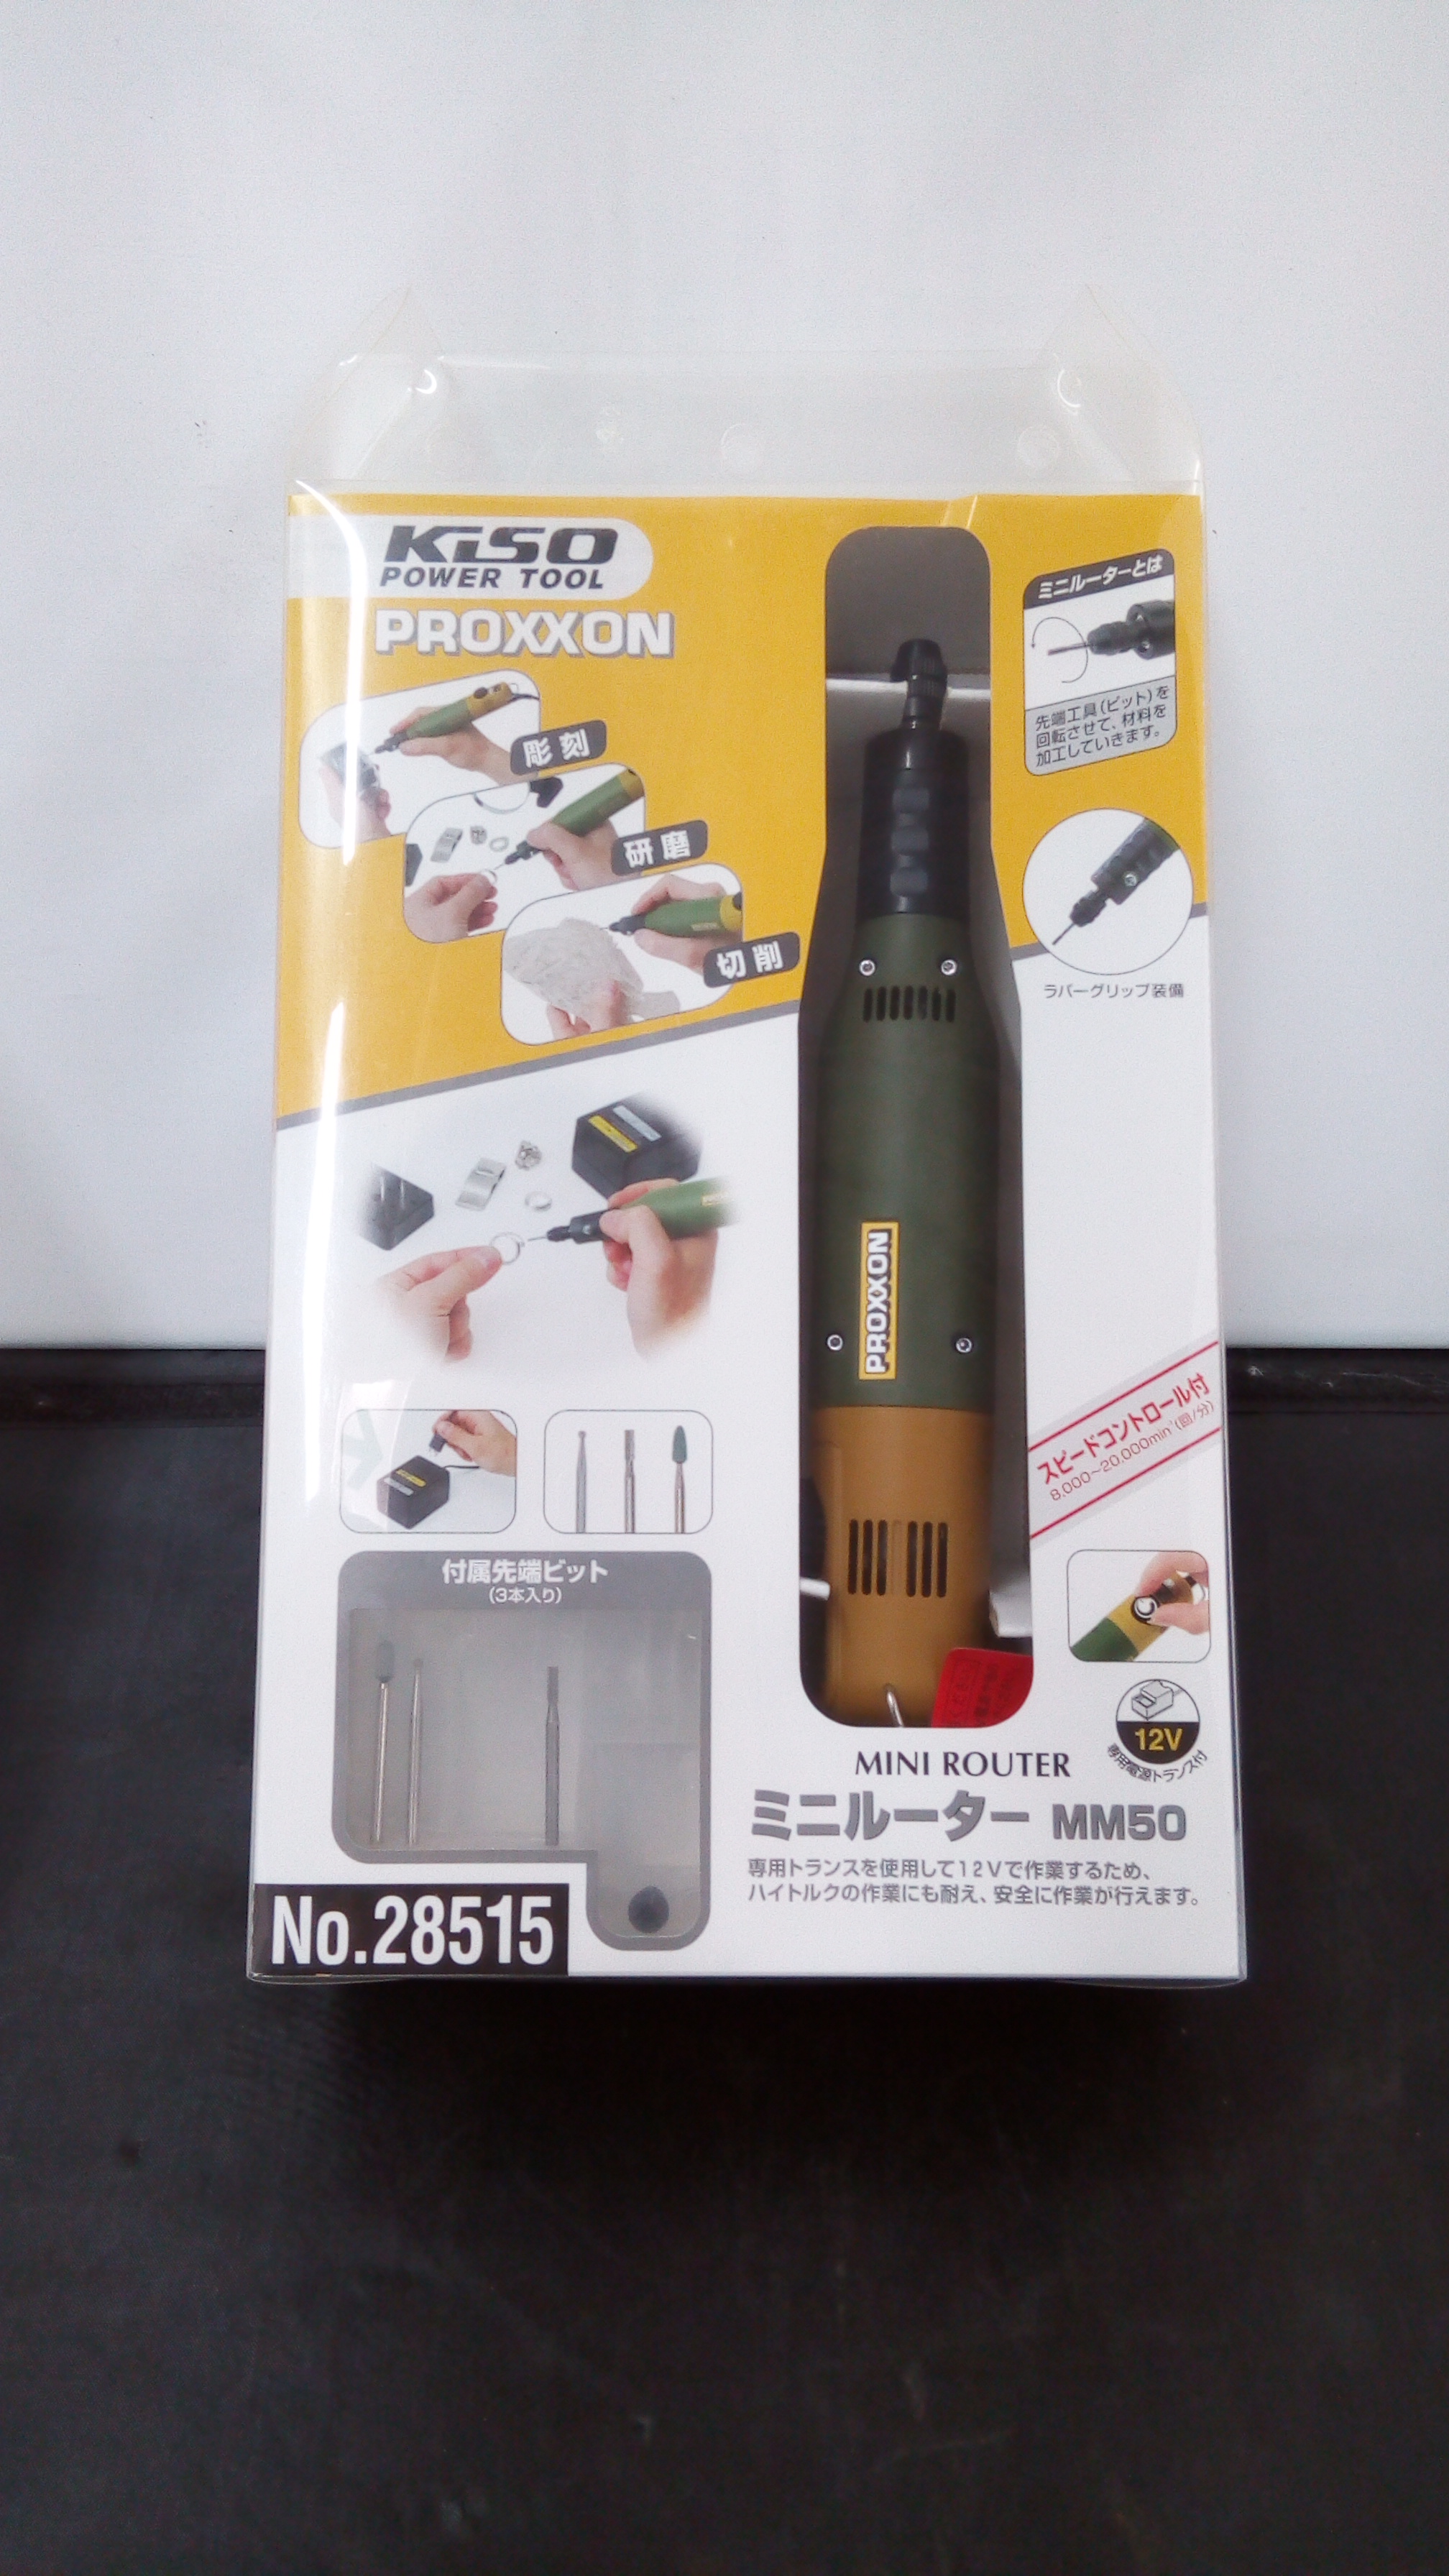 KiSO
POWER TOOL
PROXXON
彫刻
研磨
切削
ミニルーターとは
先端工具(ビット)を
回転させて、材料を
加工していきます。
ラバーグリップ装備
PROXXON
スピードコントロール付
8,000~20,000min⁻¹(回/分)
付属先端ビット
(3本入り)
12V
専用電源トランス付
MINI ROUTER
ミニルーター MM50
専用トランスを使用して12Vで作業するため、
ハイトルクの作業にも耐え、安全に作業が行えます。
No.28515